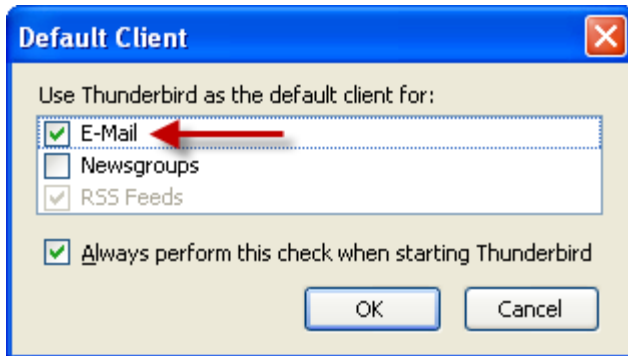 Default Client
Use Thunderbird as the default client for:
E-Mail
Newsgroups
RSS Feeds
Always perform this check when starting Thunderbird
OK Cancel